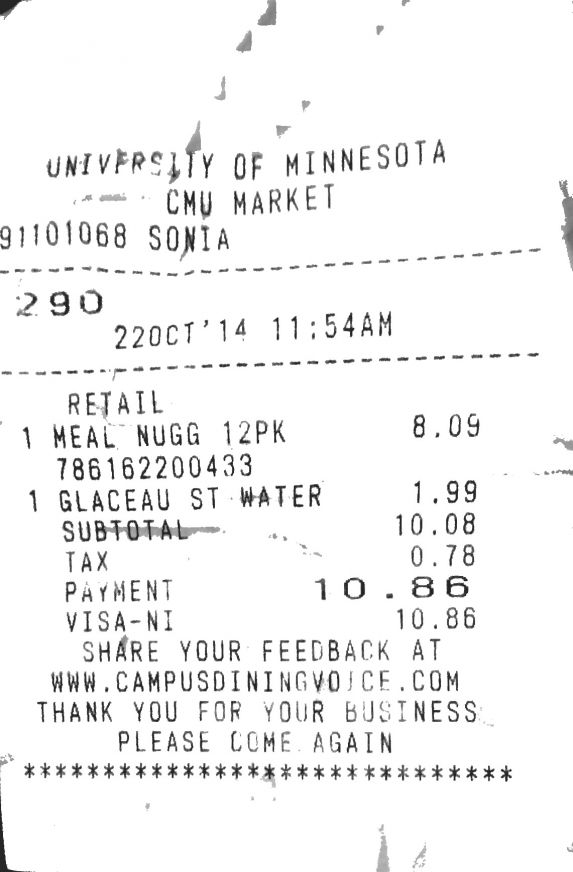 UNIVERSITY OF MINNESOTA
CMU MARKET
91101068 SONIA
290
22OCT'14 11:54AM
RETAIL
1 MEAL NUGG 12PK 8.09
786162200433
1 GLACEAU ST WATER 1.99
SUBTOTAL 10.08
TAX 0.78
PAYMENT 10.86
VISA-NI 10.86
SHARE YOUR FEEDBACK AT
WWW.CAMPUSDININGVOICE.COM
THANK YOU FOR YOUR BUSINESS
PLEASE COME AGAIN
*******************************